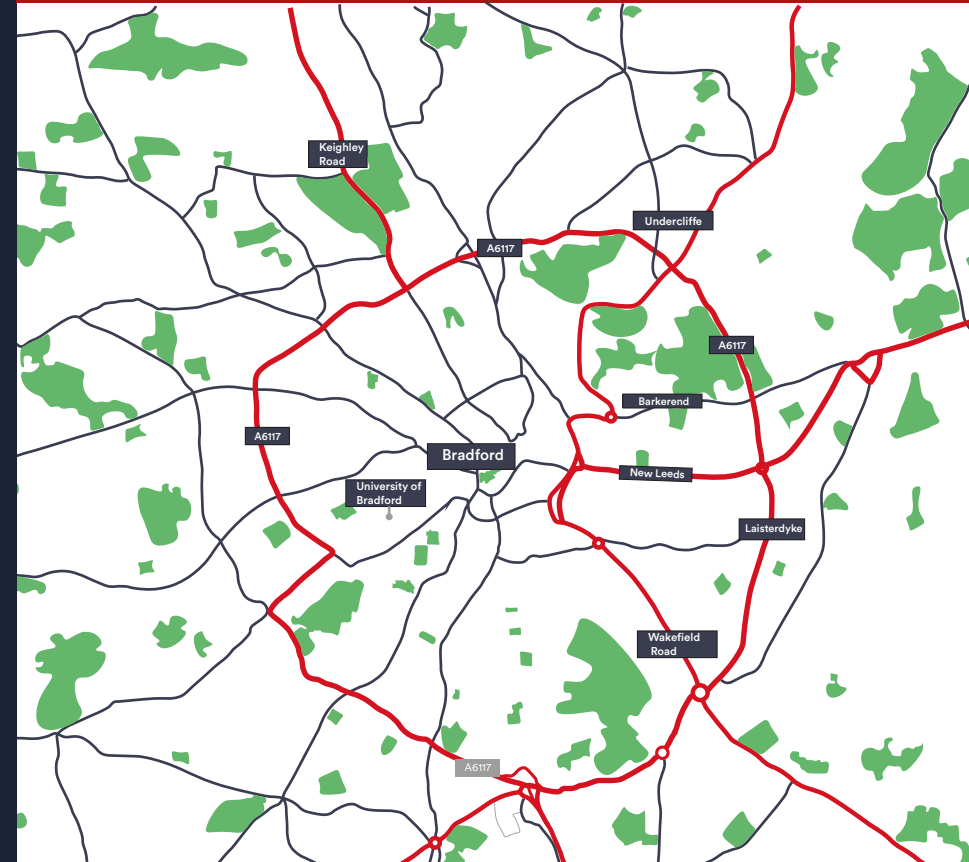 Keighley
Road
Undercliffe
A6117
A6117
Barkerend
A6117
Bradford
New Leeds
University of
Bradford
Laisterdyke
Wakefield
Road
A6117